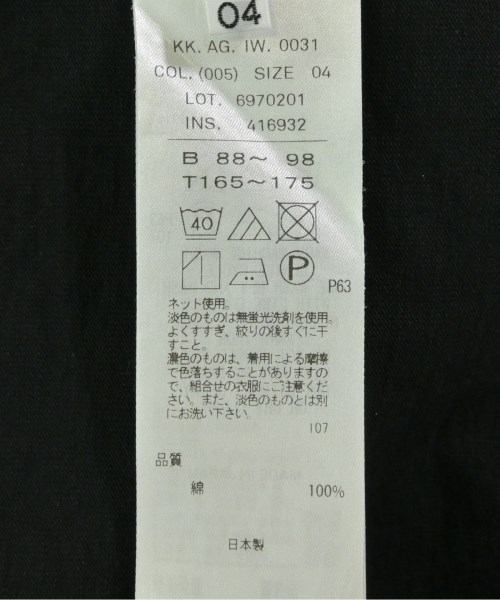 04
KK. AG. IW. 0031
COL. (005) SIZE 04
LOT. 6970201
INS. 416932
B 88～ 98
T165～175
40
P
P63
ネット使用。
淡色のものは無蛍光洗剤を使用。
よくすすぎ、絞りの後すぐに干
すこと。
濃色のものは、着用による摩擦
で色落ちすることがありますの
で、組合せの衣服にご注意くだ
さい。また、淡色のものとは別
にお洗い下さい。
107
品質
綿 100%
日本製